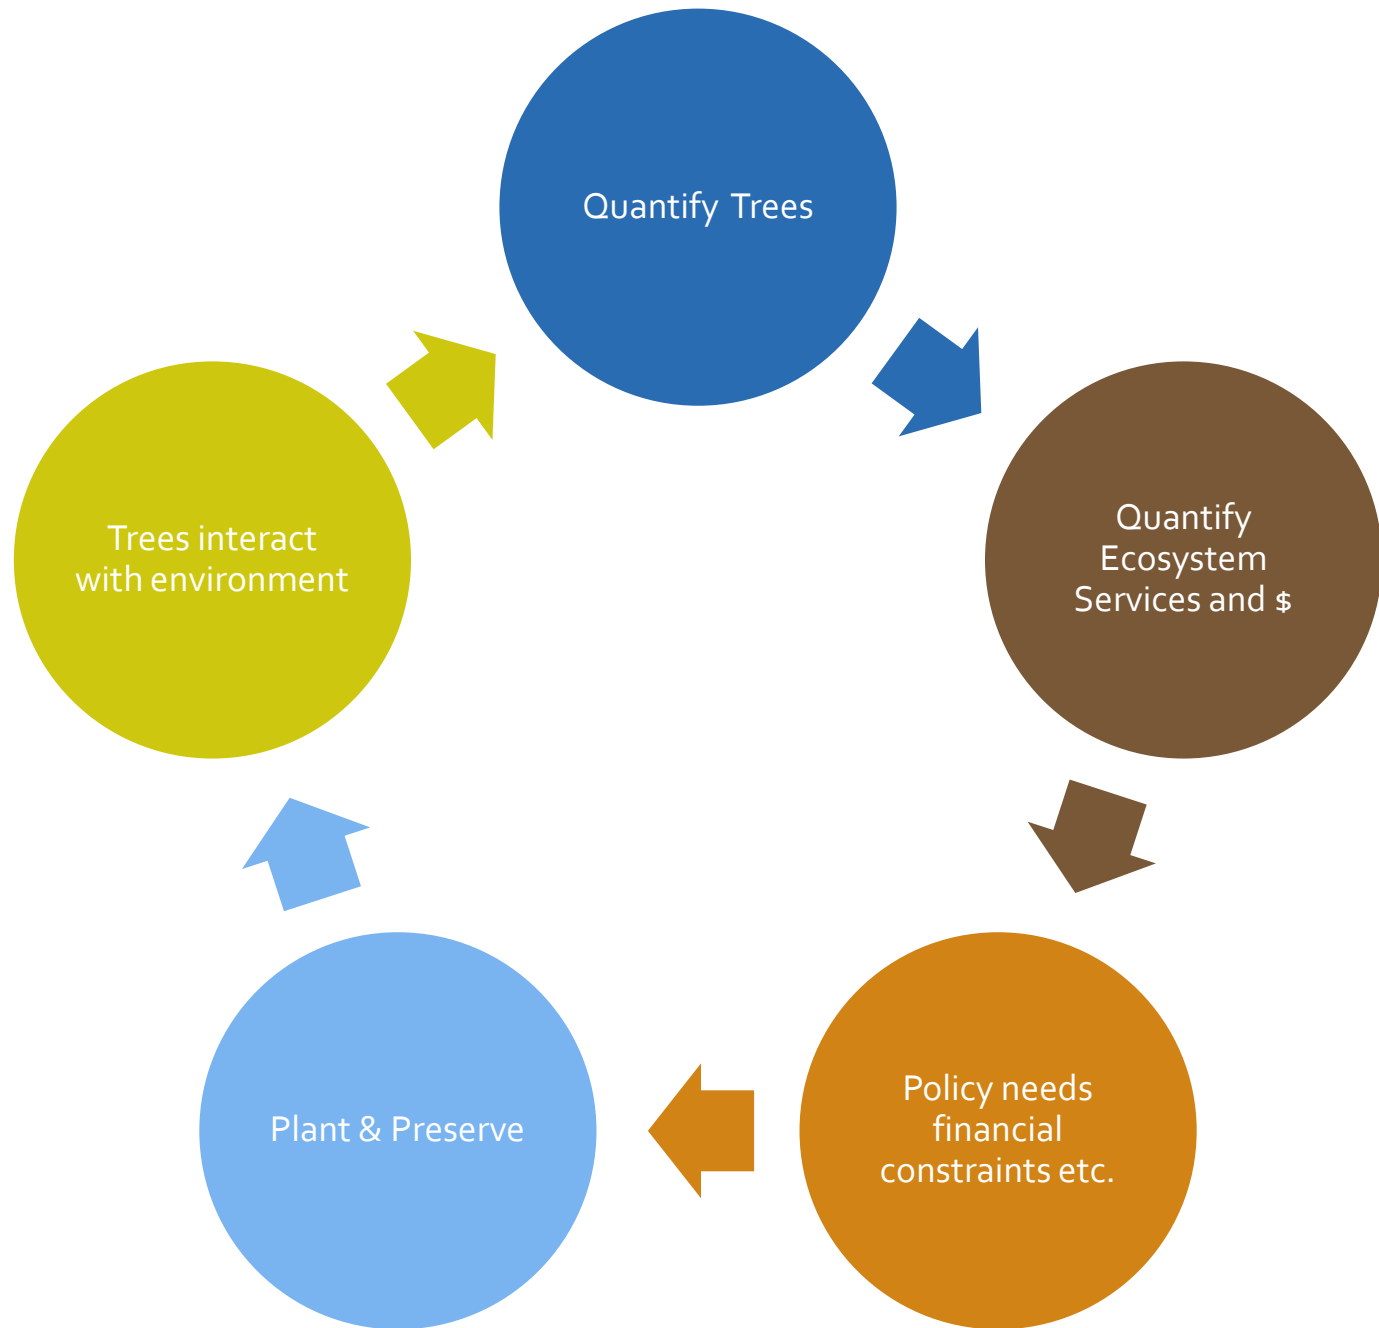 Quantify Trees
Quantify
Ecosystem
Services and $
Policy needs
financial
constraints etc.
Plant & Preserve
Trees interact
with environment